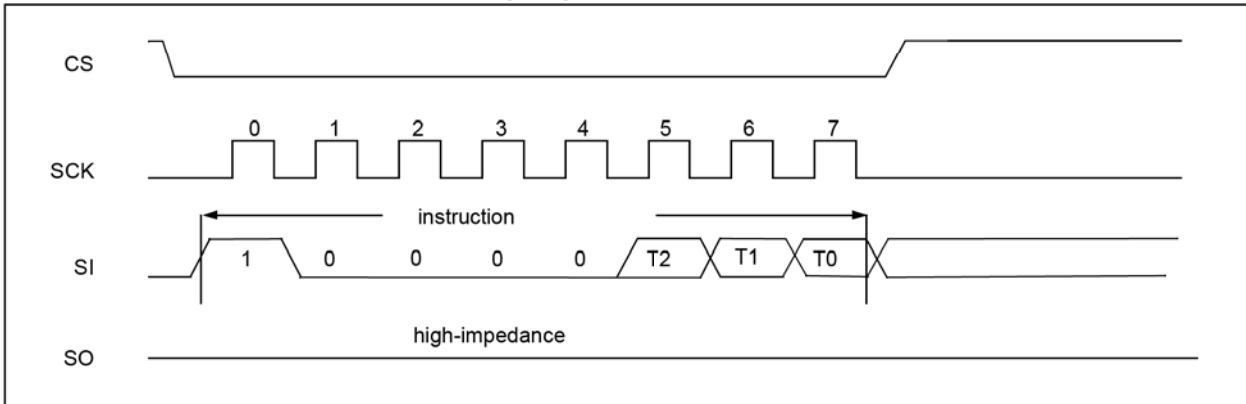 CS
0 1 2 3 4 5 6 7
SCK
instruction
SI 1 0 0 0 0 T2 T1 T0
high-impedance
SO